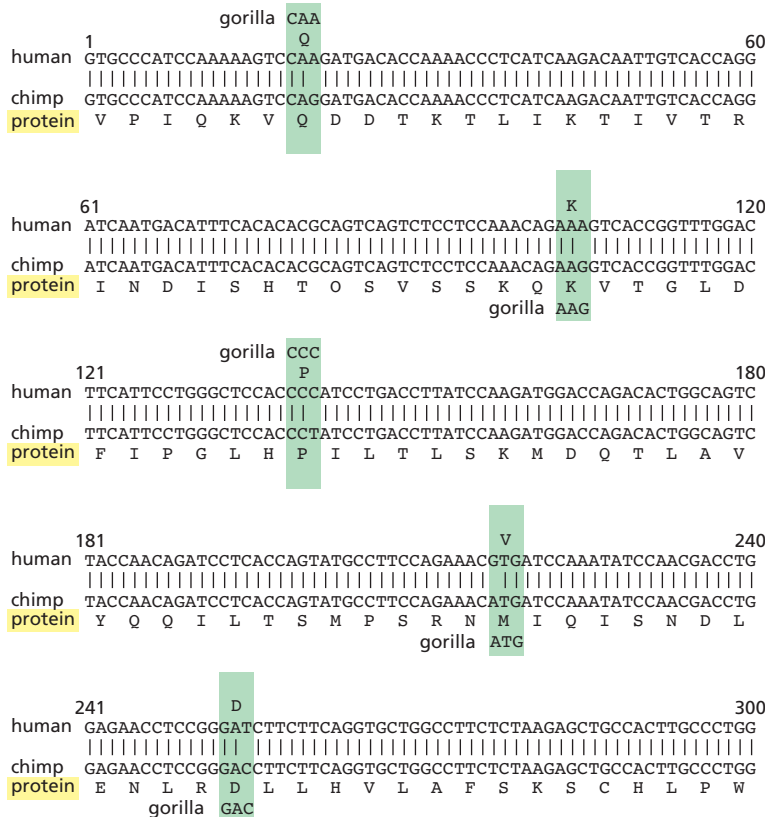 gorilla CAA
Q
1 60
human GTGCCCATCCAAAAAGTCCAAGATGACACCAAAACCCTCATCAAGACAATTGTCACCAGG
chimp GTGCCCATCCAAAAAGTCCAGGATGACACCAAAACCCTCATCAAGACAATTGTCACCAGG
protein V P I Q K V Q D D T K T L I K T I V T R
K
61 120
human ATCAATGACATTTCACACACGCAGTCAGTCTCCTCCAAACAGAAAGTCACCGGTTTGGAC
chimp ATCAATGACATTTCACACACGCAGTCAGTCTCCTCCAAACAGAAGGTCACCGGTTTGGAC
protein I N D I S H T O S V S S K Q K V T G L D
gorilla AAG
gorilla CCC
P
121 180
human TTCATTCCTGGGCTCCACCCCATCCTGACCTTATCCAAGATGGACCAGACACTGGCAGTC
chimp TTCATTCCTGGGCTCCACCCTATCCTGACCTTATCCAAGATGGACCAGACACTGGCAGTC
protein F I P G L H P I L T L S K M D Q T L A V
V
181 240
human TACCAACAGATCCTCACCAGTATGCCTTCCAGAAACGTGATCCAAATATCCAACGACCTG
chimp TACCAACAGATCCTCACCAGTATGCCTTCCAGAAACATGATCCAAATATCCAACGACCTG
protein Y Q Q I L T S M P S R N M I Q I S N D L
gorilla ATG
D
241 300
human GAGAACCTCCGGGATCTTCTTCAGGTGCTGGCCTTCTCTAAGAGCTGCCACTTGCCCTGG
chimp GAGAACCTCCGGGACCTTCTTCAGGTGCTGGCCTTCTCTAAGAGCTGCCACTTGCCCTGG
protein E N L R D L L H V L A F S K S C H L P W
gorilla GAC